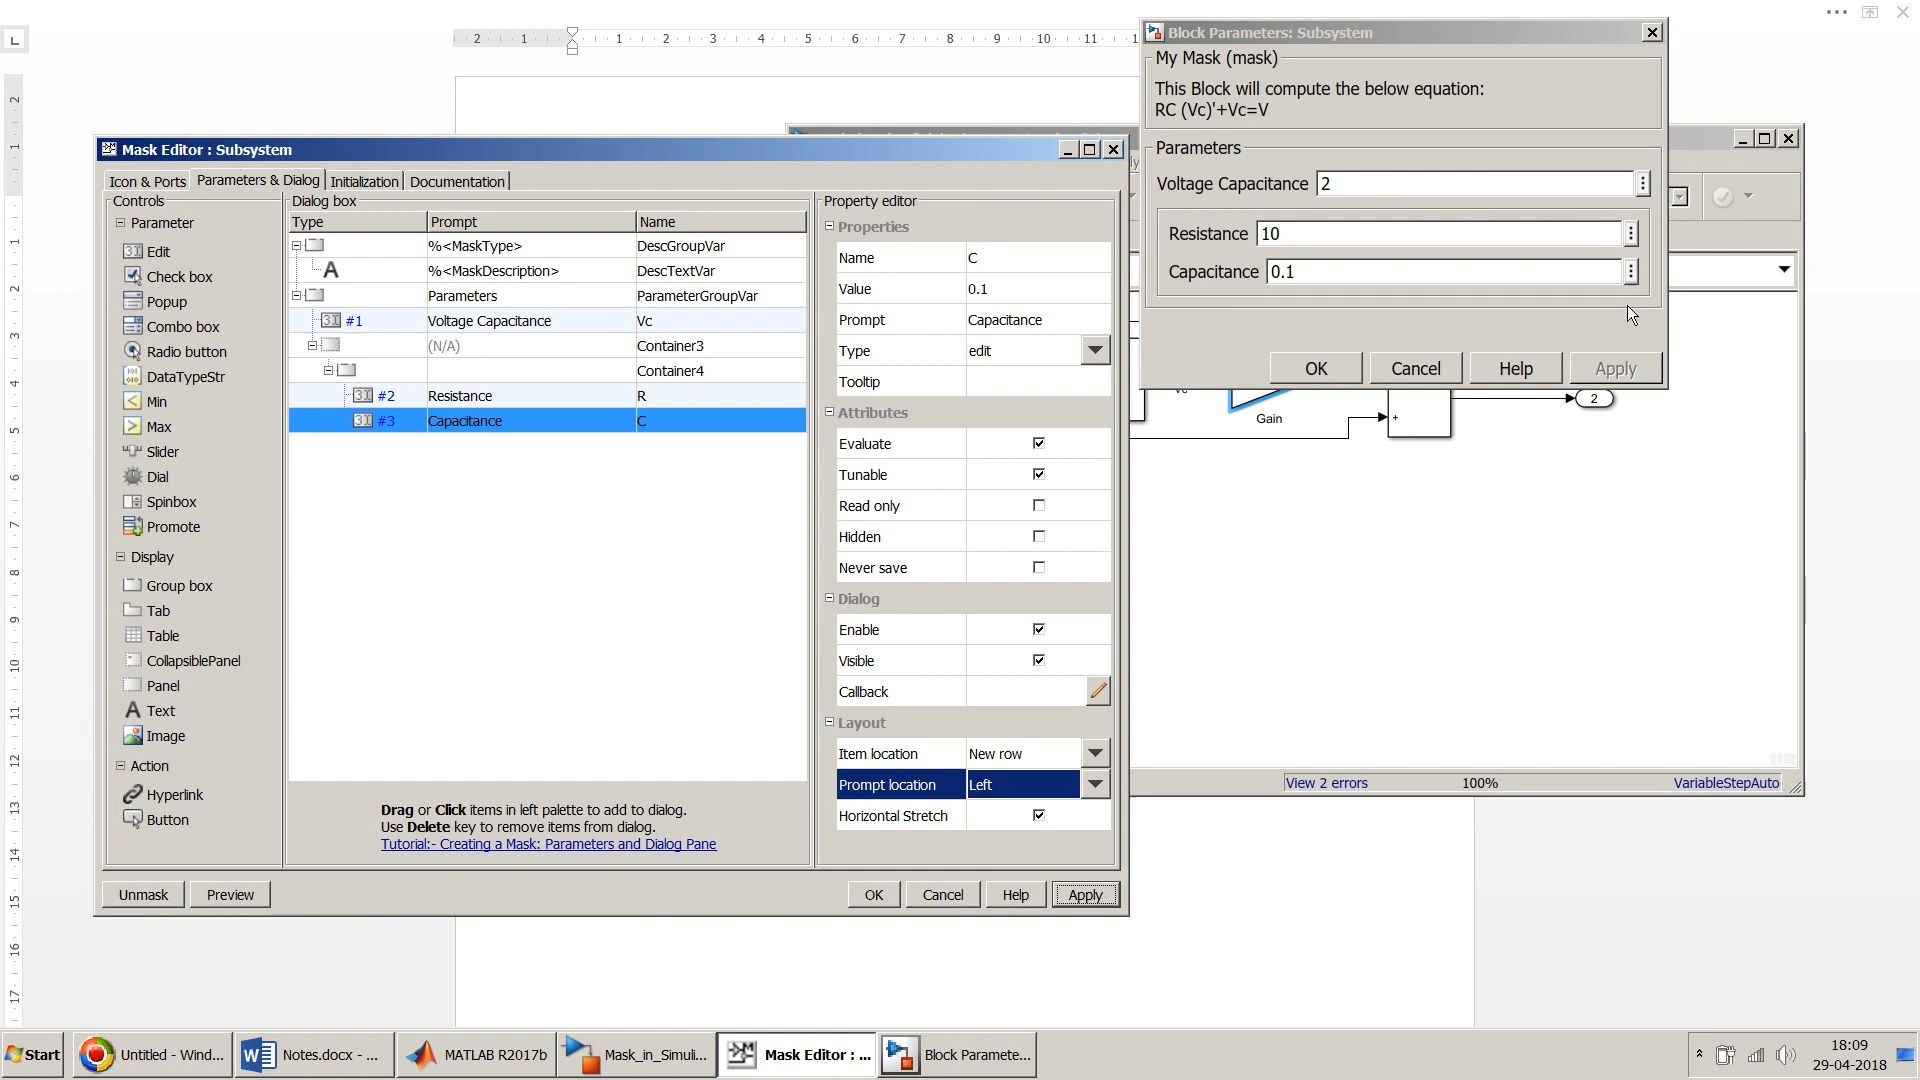 Block Parameters: Subsystem
My Mask (mask)
This Block will compute the below equation:
RC (Vc)'+Vc=V
Parameters
Voltage Capacitance 2
Resistance 10
Capacitance 0.1
OK Cancel Help Apply
Gain
2
View 2 errors 100% VariableStepAuto
Mask Editor : Subsystem
Icon & Ports Parameters & Dialog Initialization Documentation
Controls
Parameter
Edit
Check box
Popup
Combo box
Radio button
DataTypeStr
Min
Max
Slider
Dial
Spinbox
Promote
Display
Group box
Tab
Table
CollapsiblePanel
Panel
Text
Image
Action
Hyperlink
Button
Dialog box
Type Prompt Name
%<MaskType> DescGroupVar
A %<MaskDescription> DescTextVar
Parameters ParameterGroupVar
#1 Voltage Capacitance Vc
(N/A) Container3
Container4
#2 Resistance R
#3 Capacitance C
Drag or Click items in left palette to add to dialog.
Use Delete key to remove items from dialog.
Tutorial:- Creating a Mask: Parameters and Dialog Pane
Property editor
Properties
Name C
Value 0.1
Prompt Capacitance
Type edit
Tooltip
Attributes
Evaluate
Tunable
Read only
Hidden
Never save
Dialog
Enable
Visible
Callback
Layout
Item location New row
Prompt location Left
Horizontal Stretch
Unmask Preview OK Cancel Help Apply
Start Untitled - Wind... Notes.docx - ... MATLAB R2017b Mask_in_Simuli... Mask Editor : ... Block Paramete...
18:09
29-04-2018